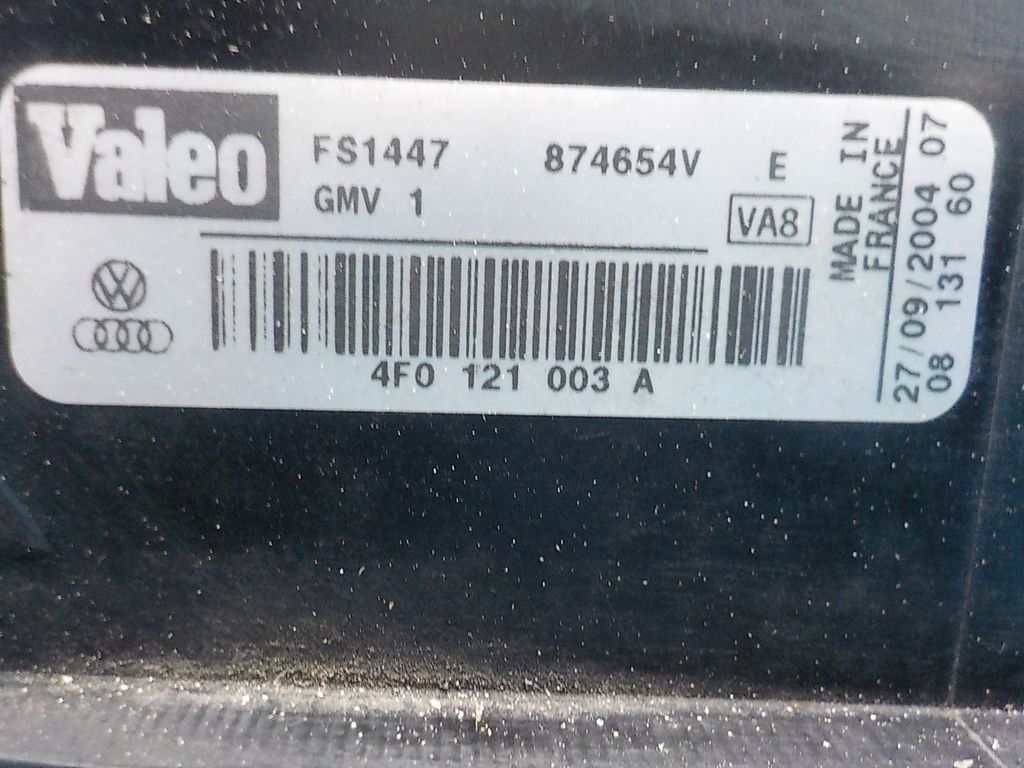 Valeo
FS1447 874654V E
GMV 1 VA8
4F0 121 003 A
MADE IN
FRANCE
27/09/2004 07
08 131 60